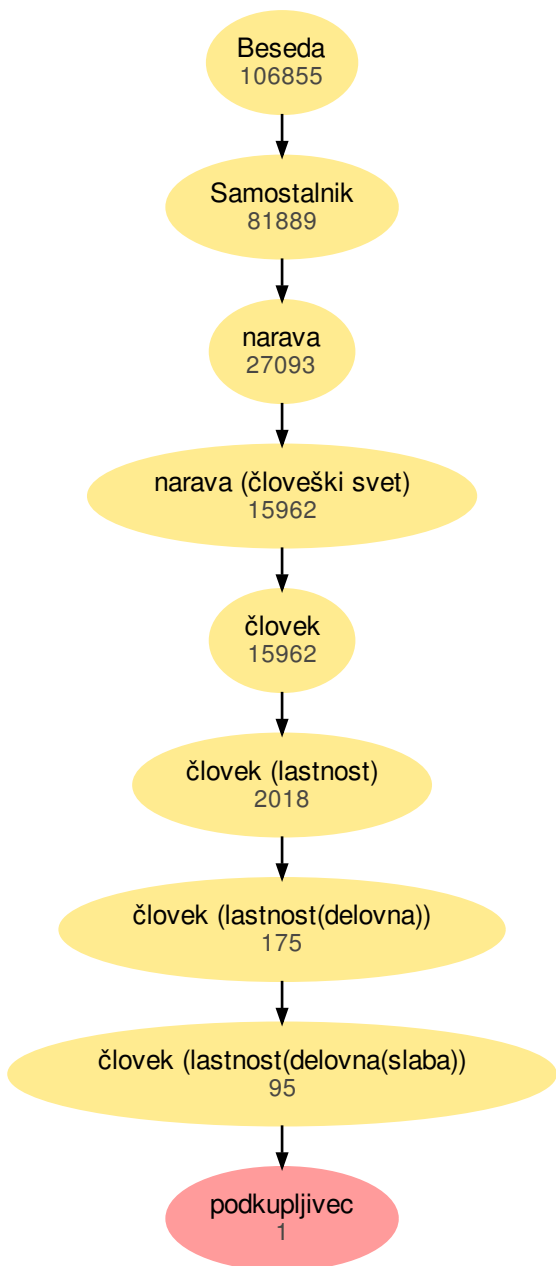 Beseda
106855
Samostalnik
81889
narava
27093
narava (človeški svet)
15962
človek
15962
človek (lastnost)
2018
človek (lastnost(delovna))
175
človek (lastnost(delovna(slaba))
95
podkupljivec
1